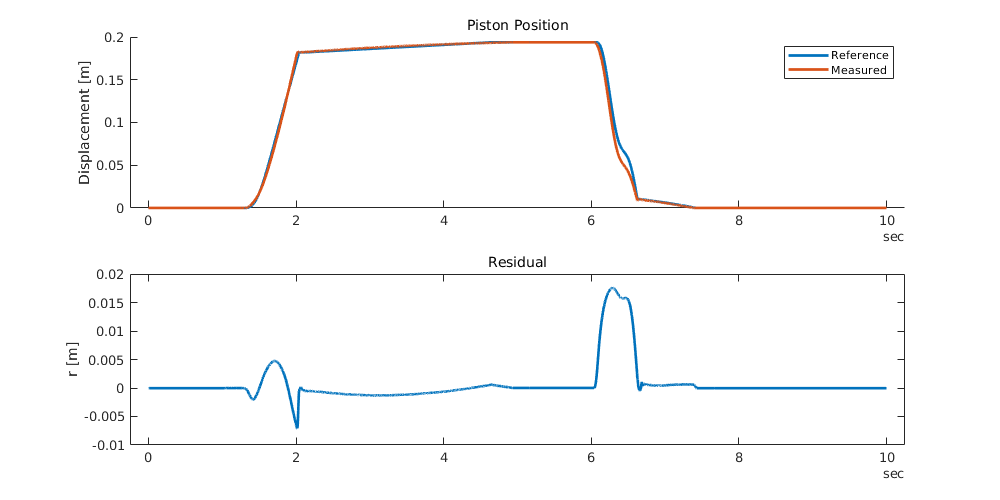 Piston Position
Displacement [m]
0.2
0.15
0.1
0.05
0
0 2 4 6 8 10
sec
Reference
Measured
Residual
r [m]
0.02
0.015
0.01
0.005
0
-0.005
-0.01
0 2 4 6 8 10
sec